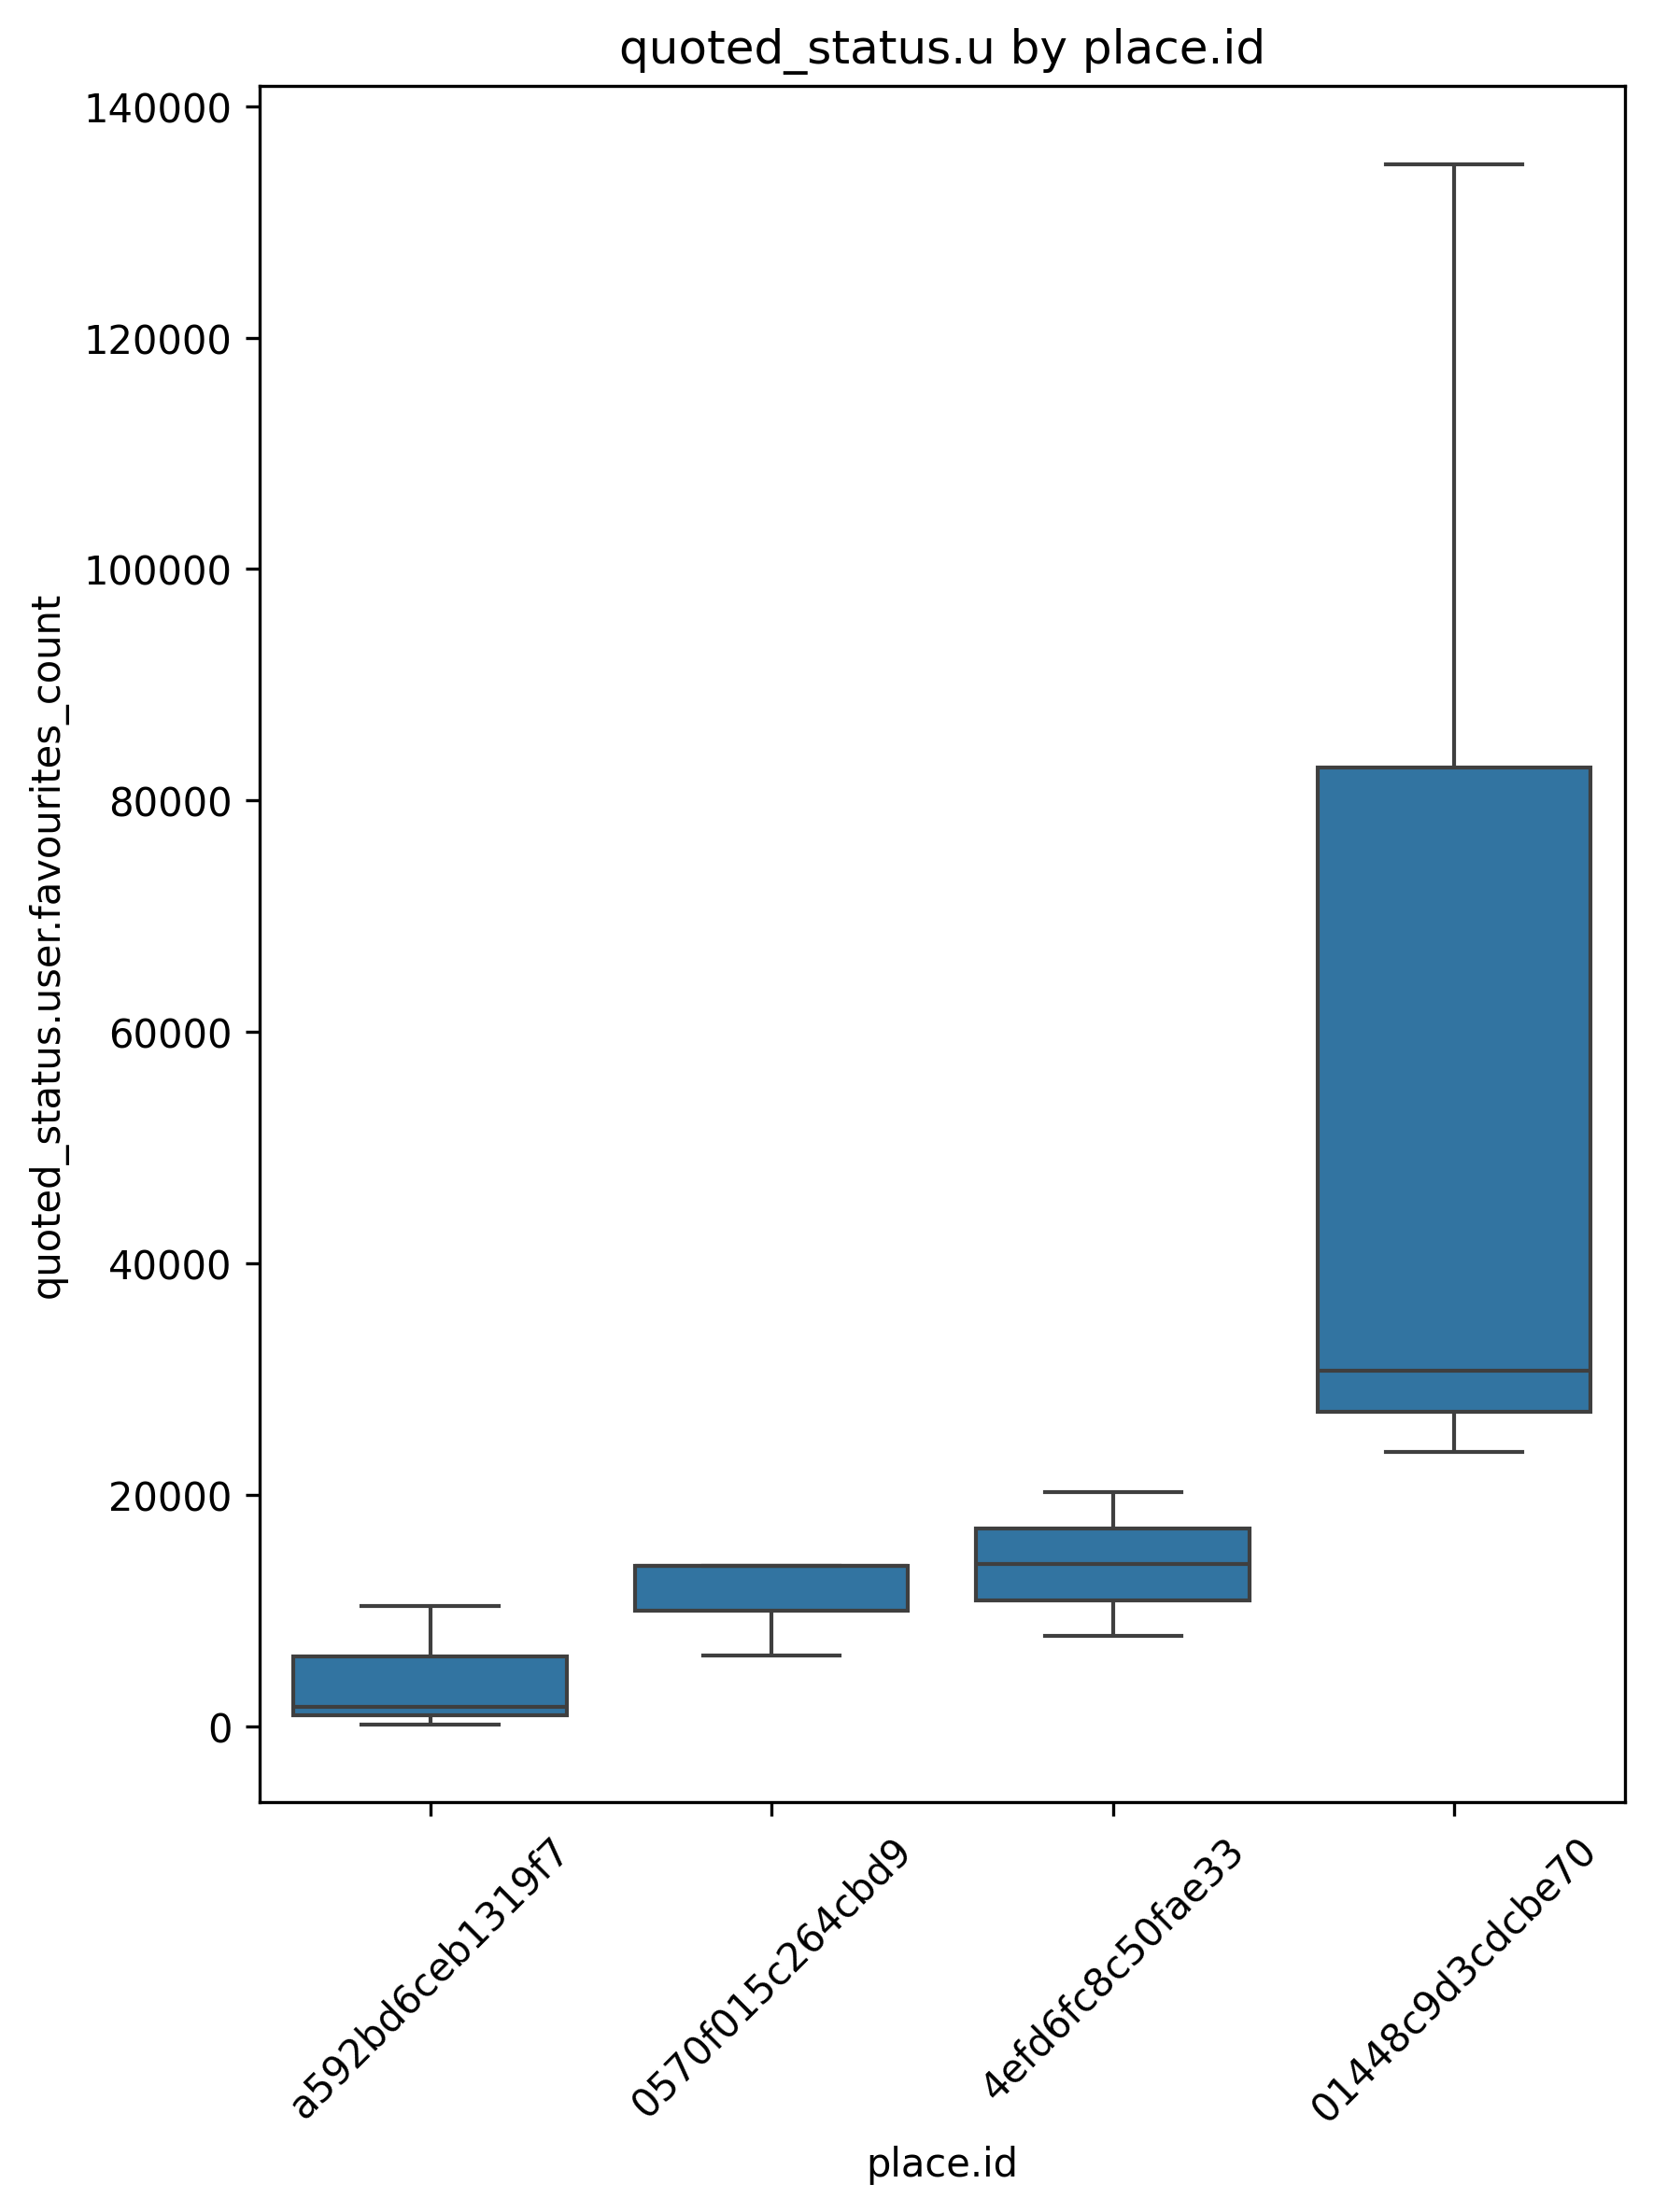 quoted_status.u by place.id
140000
120000
100000
80000
60000
40000
20000
0
quoted_status.user.favourites_count
a592bd6ceb1319f7
0570f015c264cbd9
4efd6fc8c50fae33
01448c9d3cdcbe70
place.id